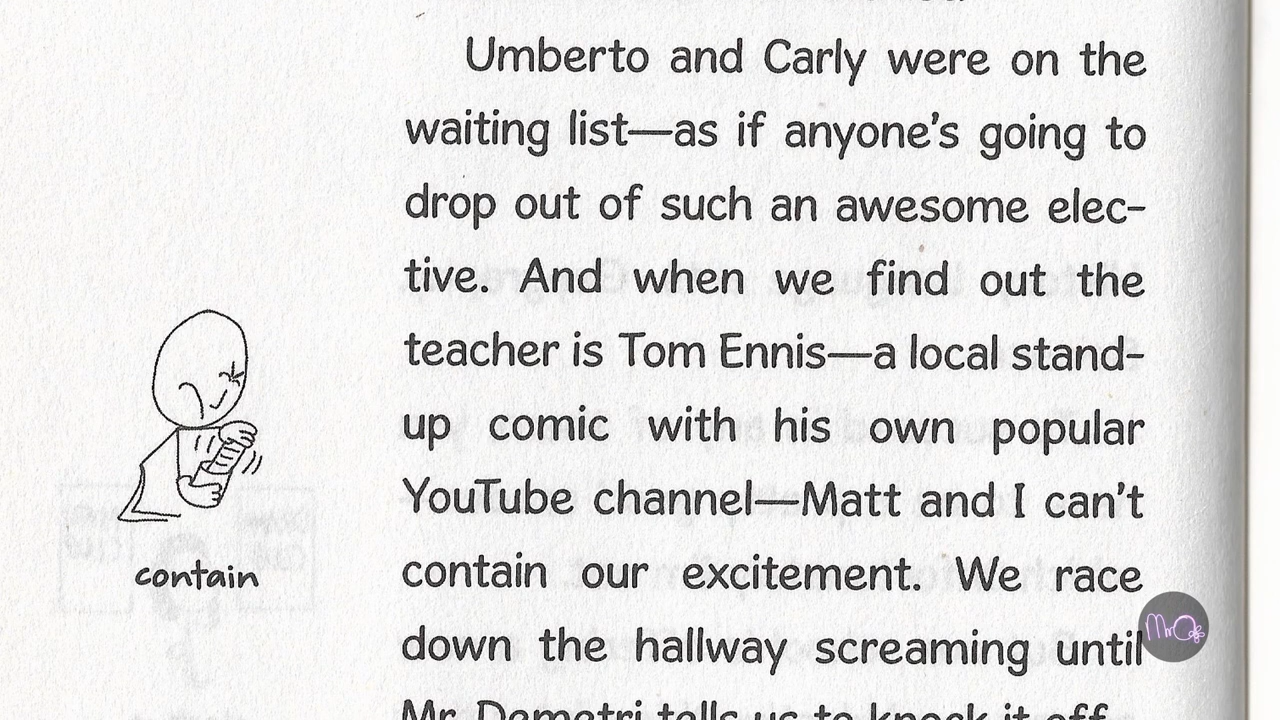 Umberto and Carly were on the
waiting list—as if anyone's going to
drop out of such an awesome elec-
tive. And when we find out the
teacher is Tom Ennis—a local stand-
up comic with his own popular
YouTube channel—Matt and I can't
contain our excitement. We race
down the hallway screaming until
Mr. Demetri tells us to knock it off.
contain